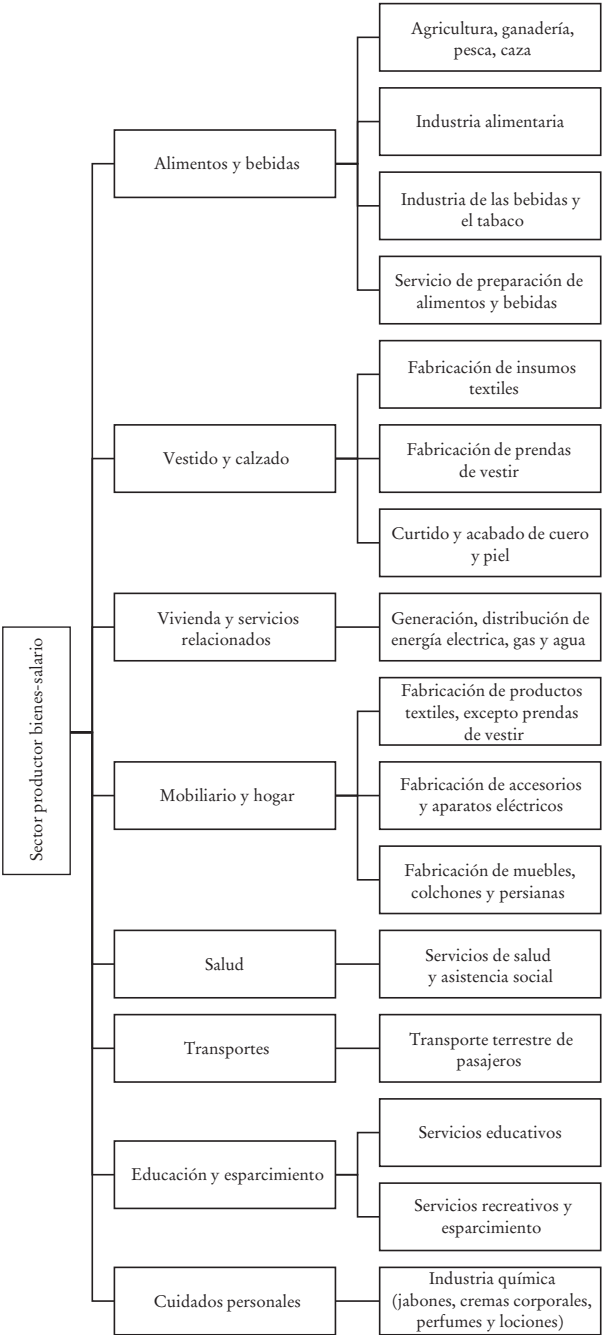 Sector productor bienes-salario
Alimentos y bebidas
Agricultura, ganadería,
pesca, caza
Industria alimentaria
Industria de las bebidas y
el tabaco
Servicio de preparación de
alimentos y bebidas
Vestido y calzado
Fabricación de insumos
textiles
Fabricación de prendas
de vestir
Curtido y acabado de cuero
y piel
Vivienda y servicios
relacionados
Generación, distribución de
energía electrica, gas y agua
Mobiliario y hogar
Fabricación de productos
textiles, excepto prendas
de vestir
Fabricación de accesorios
y aparatos eléctricos
Fabricación de muebles,
colchones y persianas
Salud
Servicios de salud
y asistencia social
Transportes
Transporte terrestre de
pasajeros
Educación y esparcimiento
Servicios educativos
Servicios recreativos y
esparcimiento
Cuidados personales
Industria química
(jabones, cremas corporales,
perfumes y lociones)